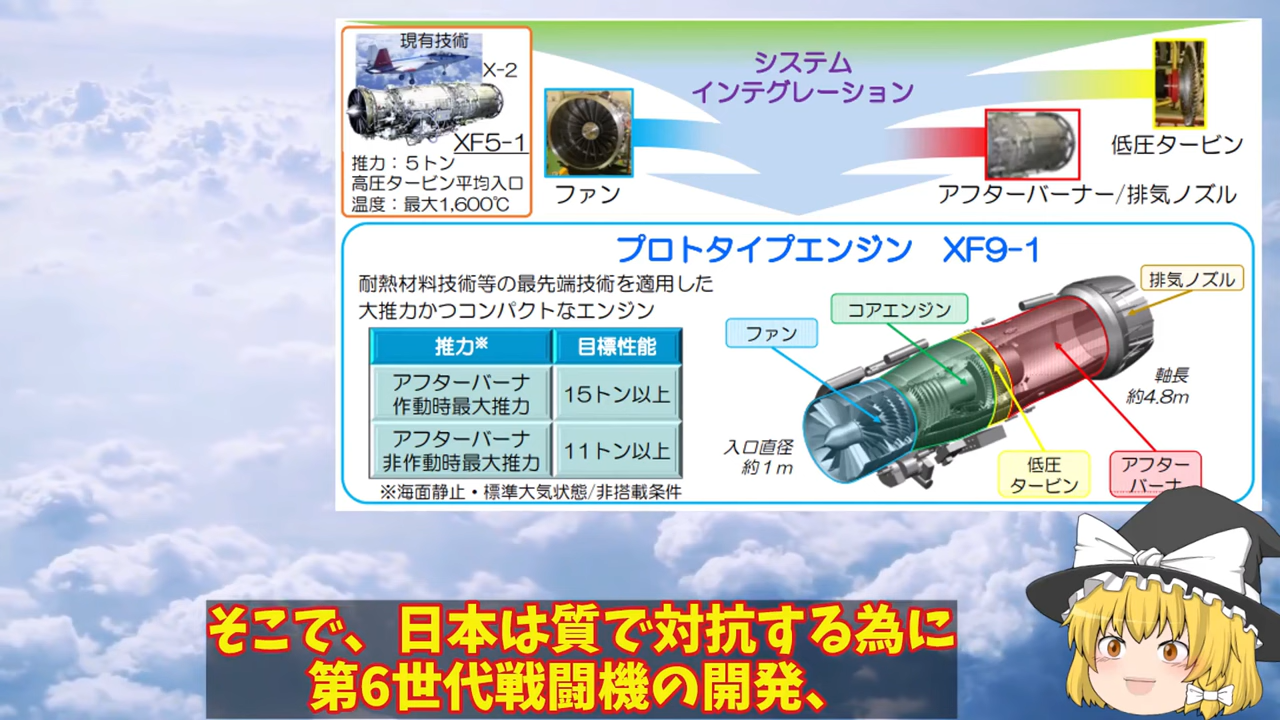 現有技術
X-2
XF5-1
推力：５トン
高圧タービン平均入口
温度：最大1,600℃
ファン
システム
インテグレーション
低圧タービン
アフターバーナー/排気ノズル
プロトタイプエンジン　XF9-1
耐熱材料技術等の最先端技術を適用した
大推力かつコンパクトなエンジン
推力※ 目標性能
アフターバーナ
作動時最大推力
15トン以上
アフターバーナ
非作動時最大推力
11トン以上
※海面静止・標準大気状態/非搭載条件
ファン
コアエンジン
排気ノズル
軸長
約4.8m
入口直径
約１m
低圧
タービン
アフター
バーナ
そこで、日本は質で対抗する為に
第6世代戦闘機の開発、